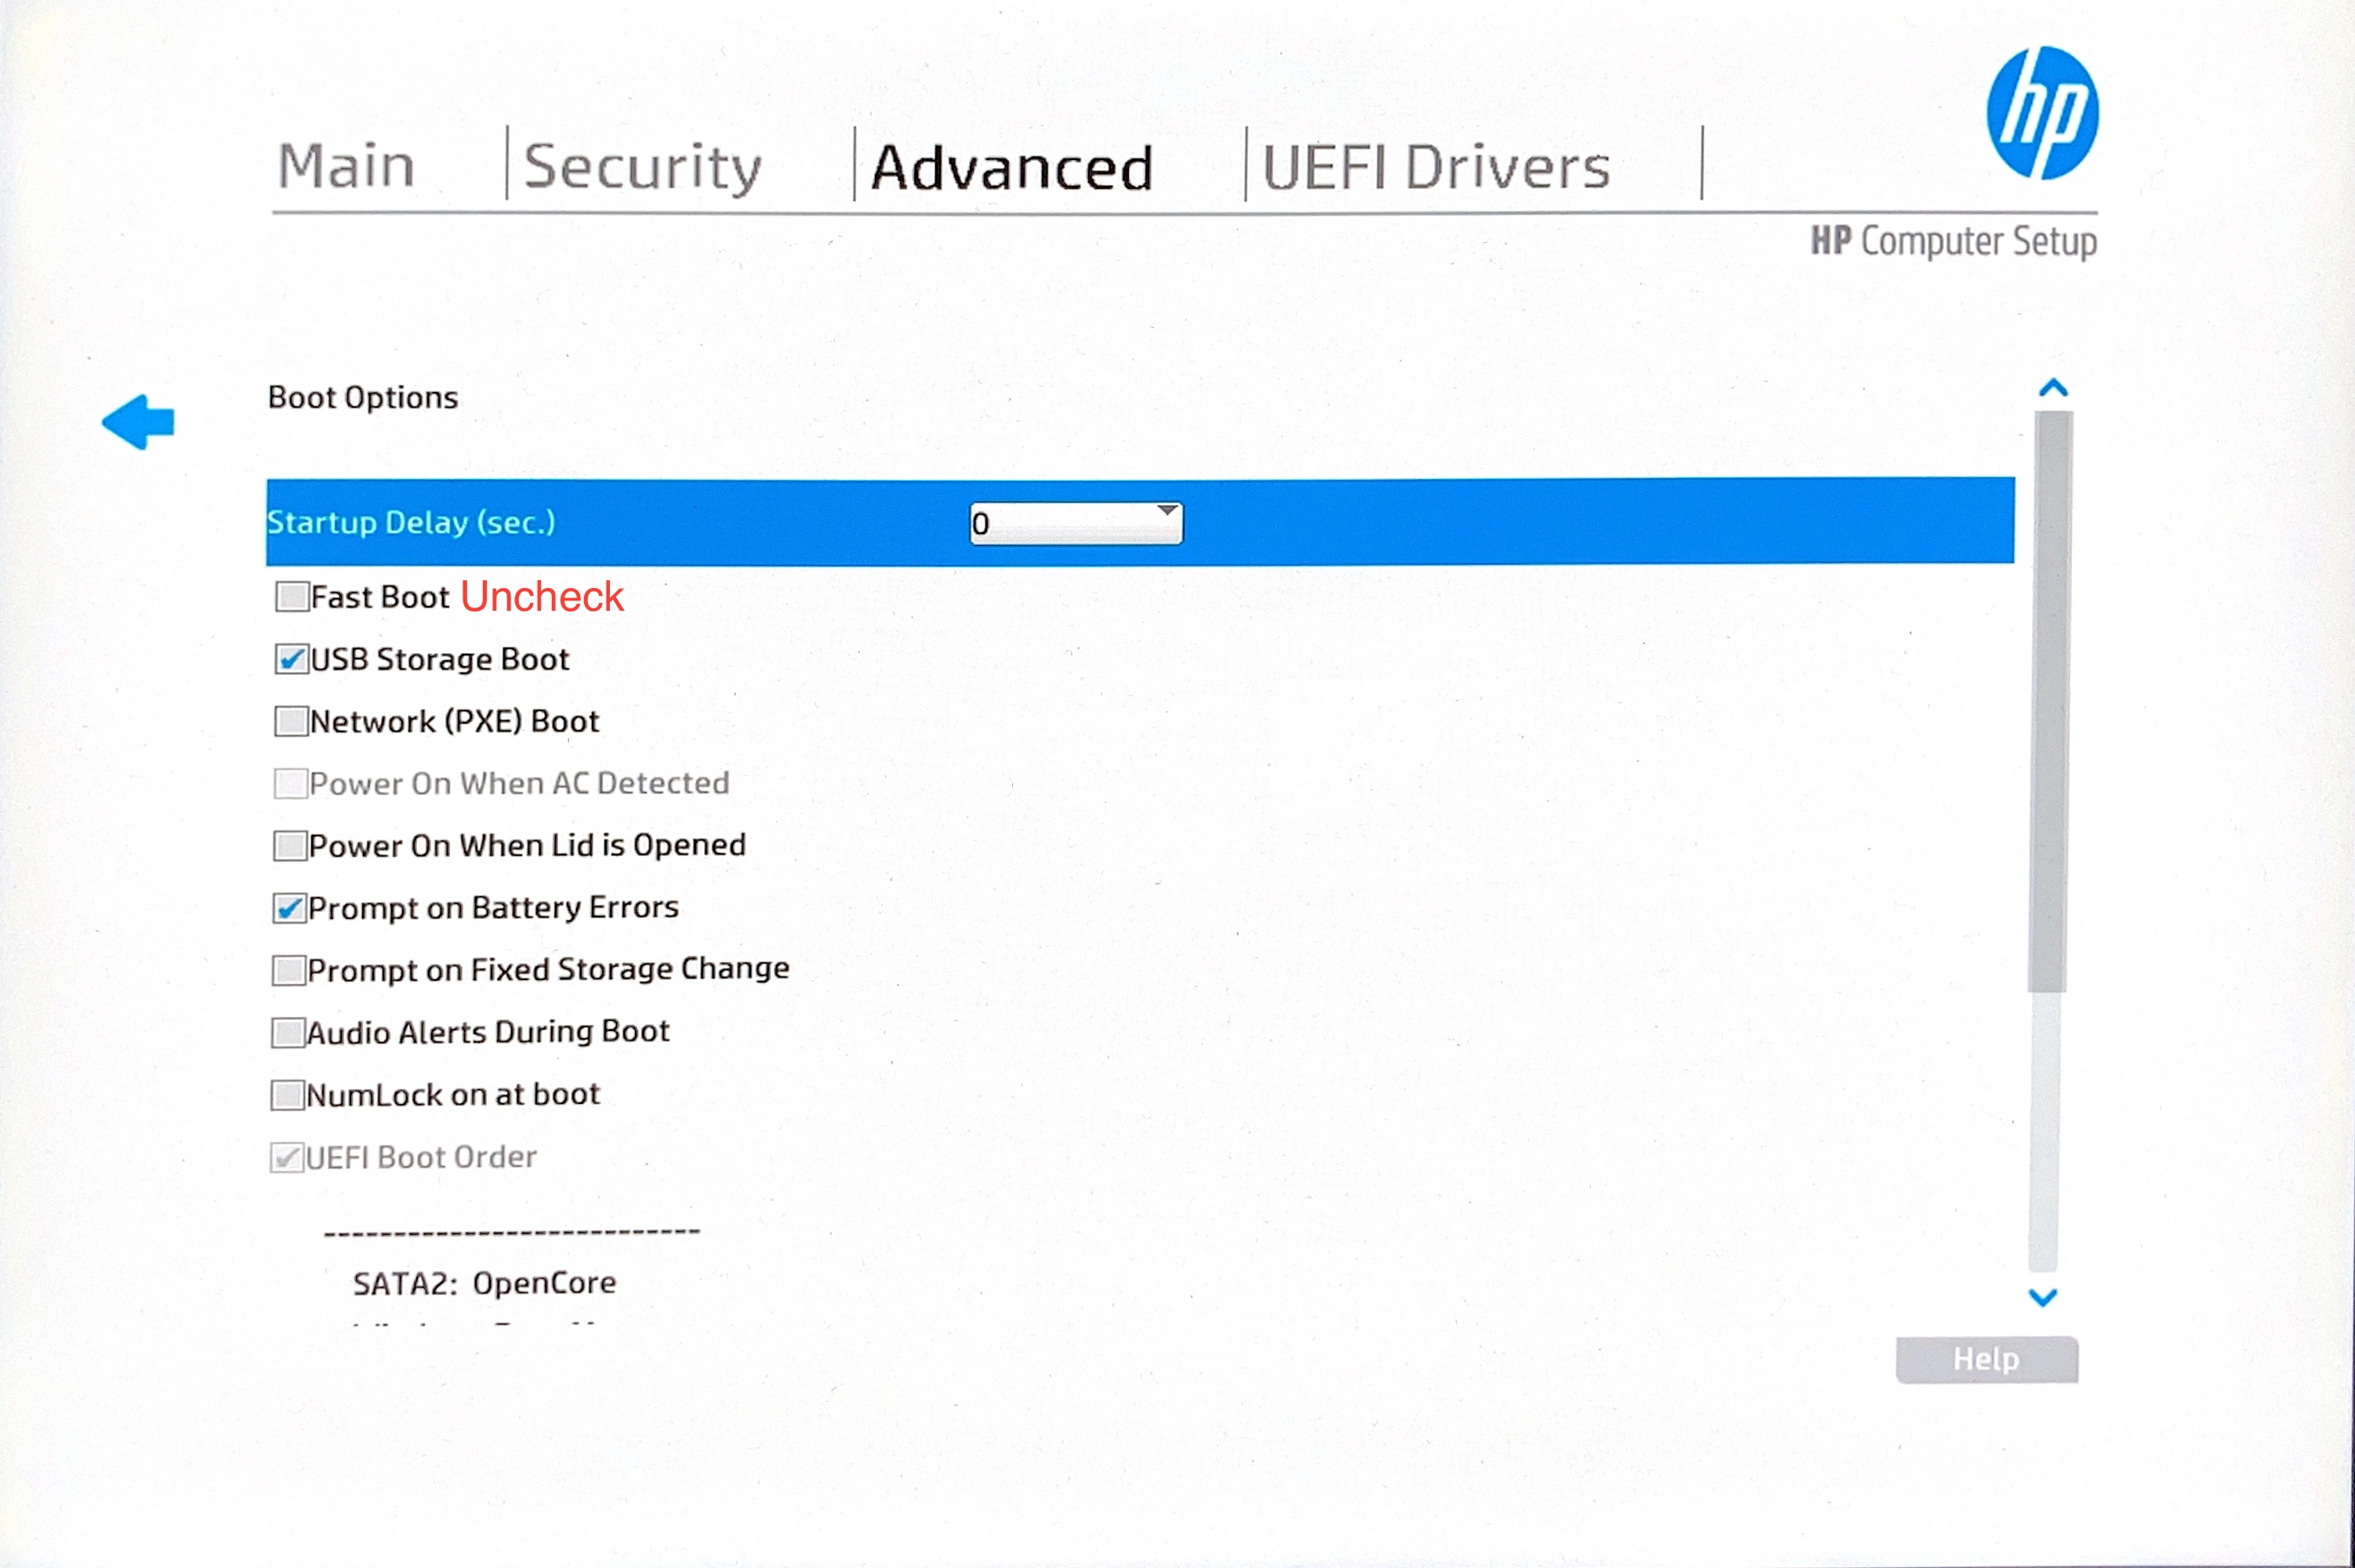 hp
Main Security Advanced UEFI Drivers
HP Computer Setup
Boot Options
Startup Delay (sec.) 0
Fast Boot Uncheck
USB Storage Boot
Network (PXE) Boot
Power On When AC Detected
Power On When Lid is Opened
Prompt on Battery Errors
Prompt on Fixed Storage Change
Audio Alerts During Boot
NumLock on at boot
UEFI Boot Order
---------------------------
SATA2: OpenCore
Help